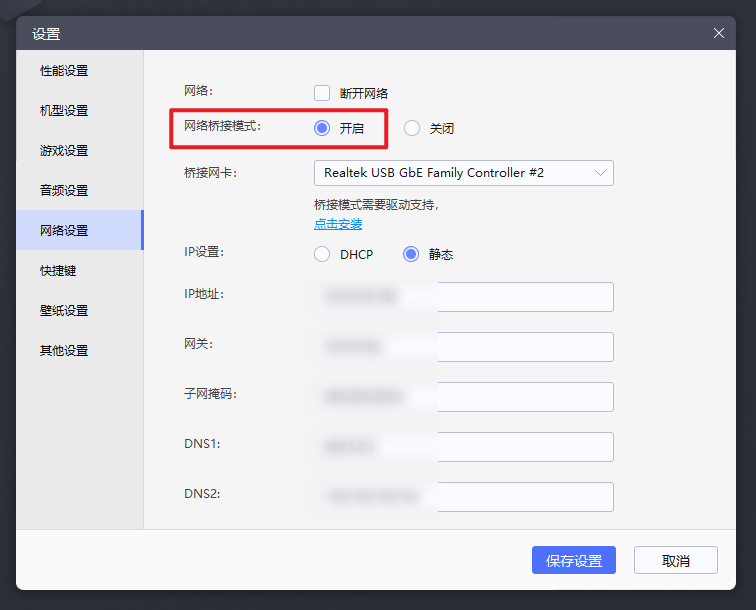 设置
性能设置
机型设置
游戏设置
音频设置
网络设置
快捷键
壁纸设置
其他设置
网络:
断开网络
网络桥接模式:
开启
关闭
桥接网卡:
Realtek USB GbE Family Controller #2
桥接模式需要驱动支持，
点击安装
IP设置:
DHCP
静态
IP地址:
网关:
子网掩码:
DNS1:
DNS2:
保存设置
取消